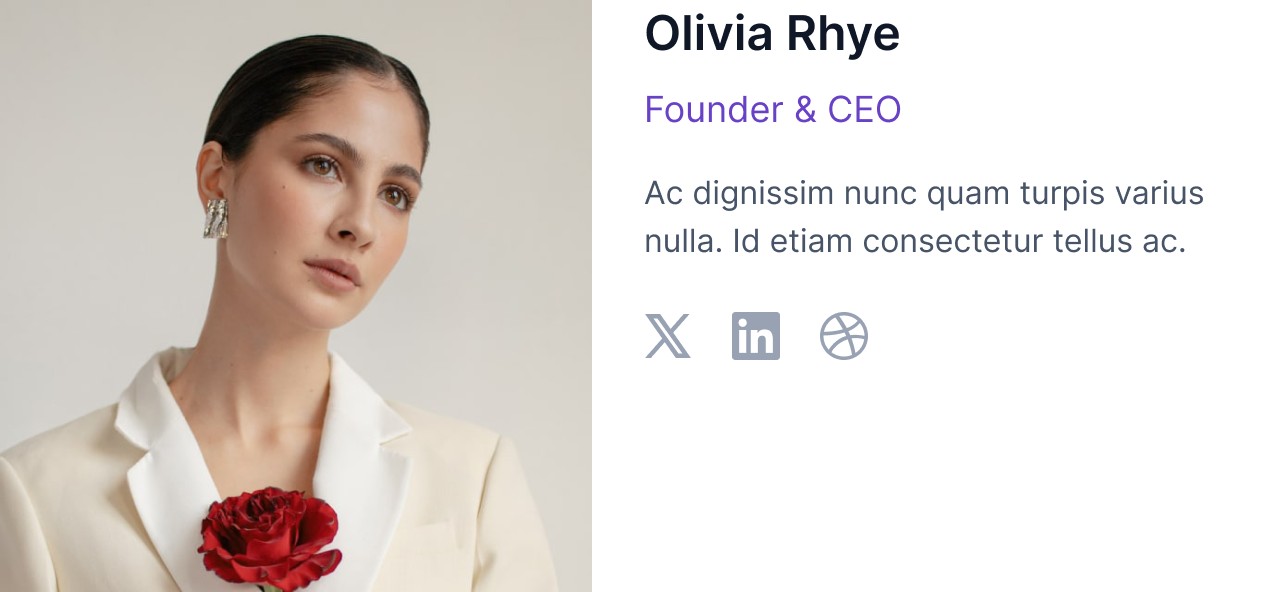 Olivia Rhye
Founder & CEO
Ac dignissim nunc quam turpis varius
nulla. Id etiam consectetur tellus ac.